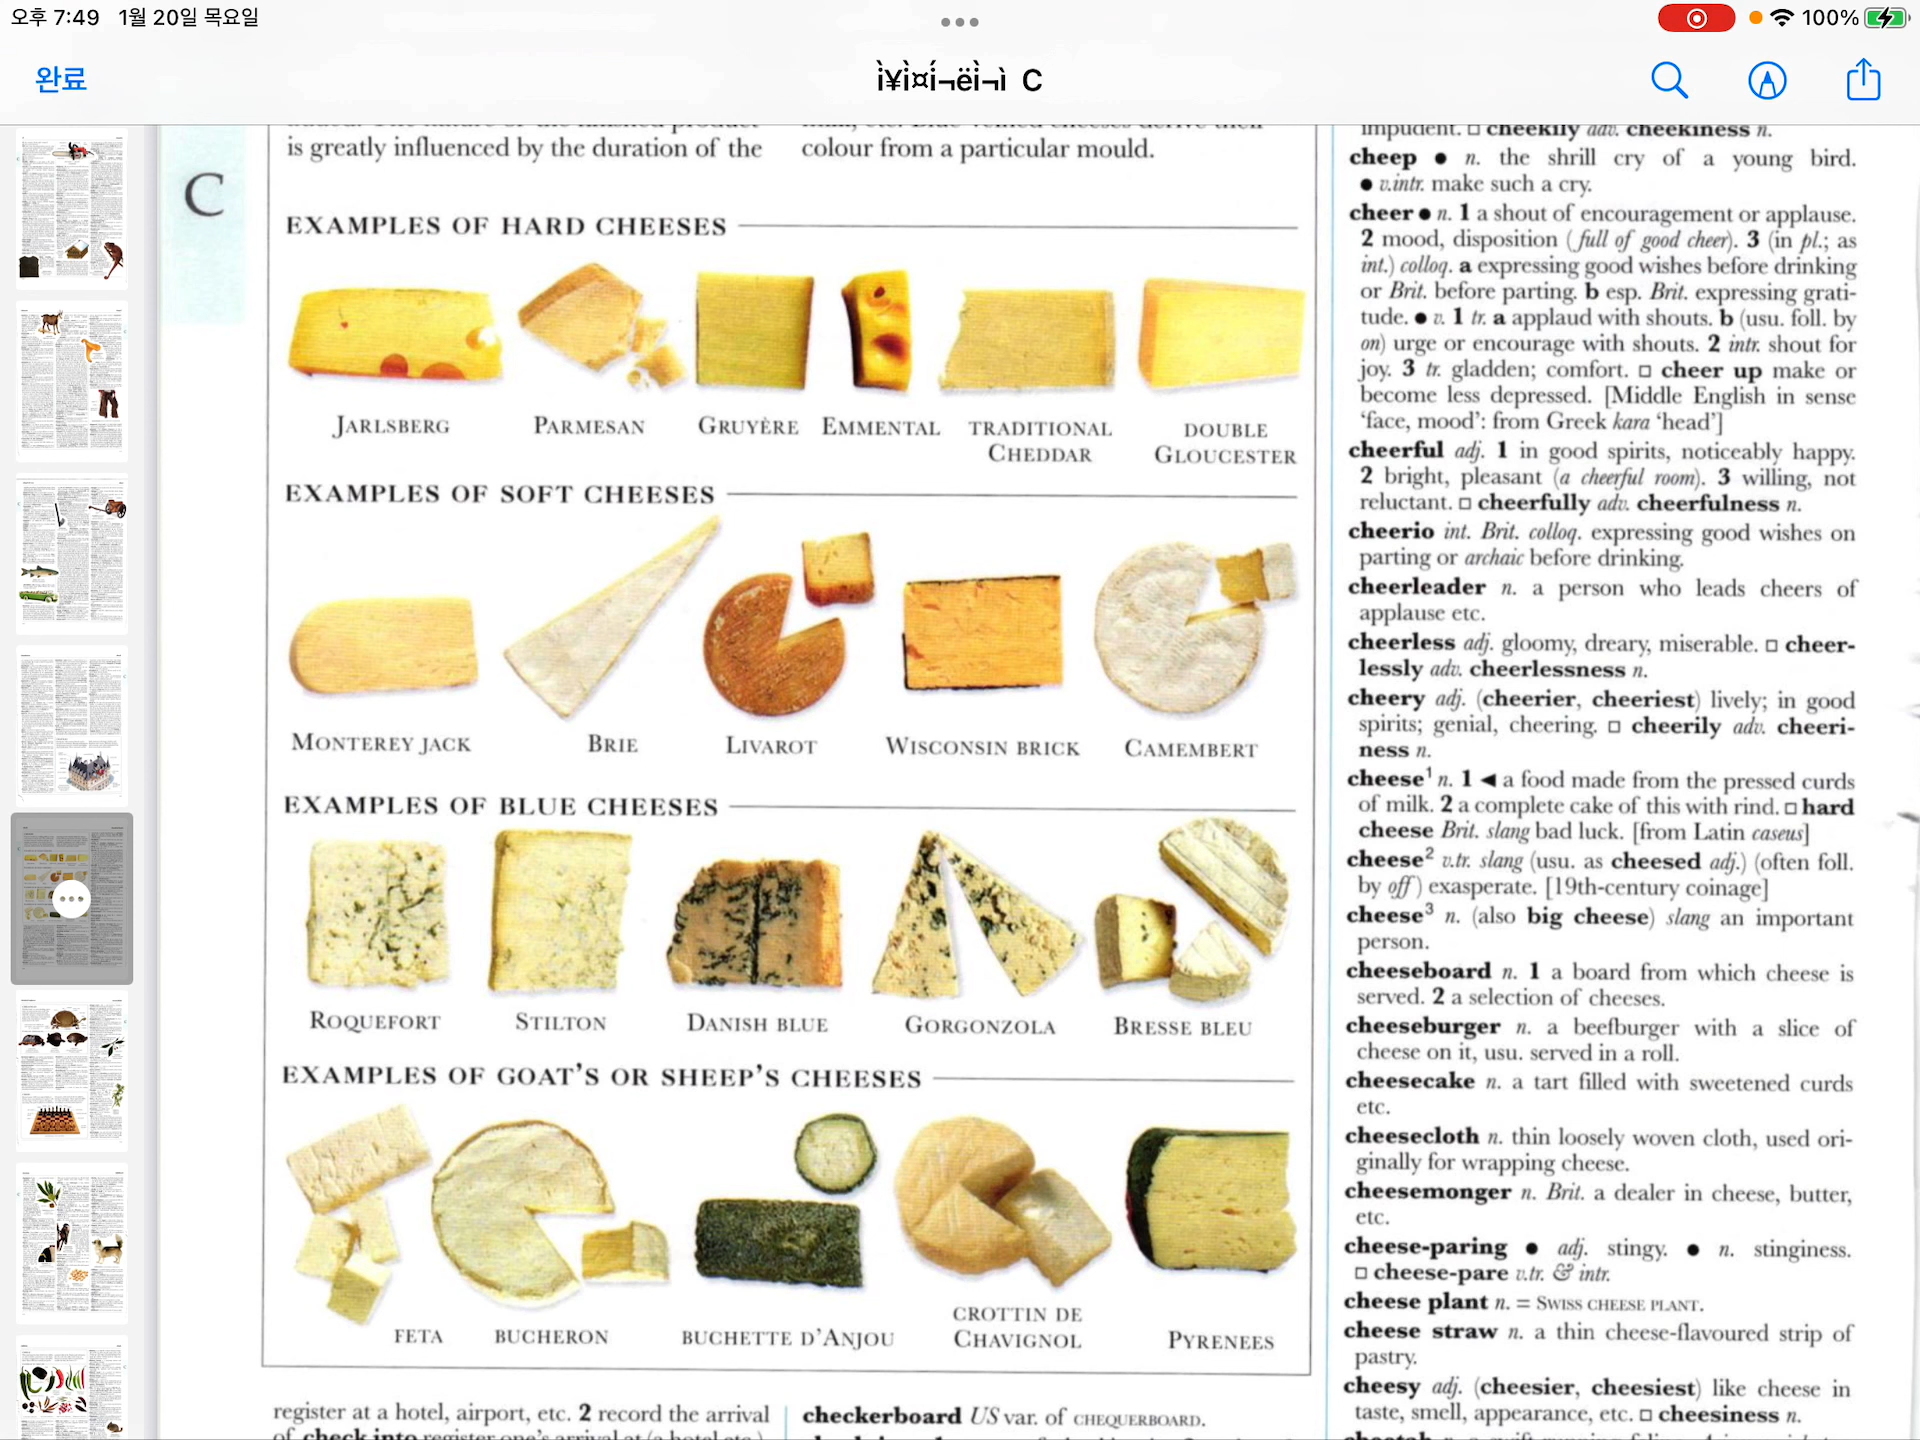 오후 7:49 1월 20일 목요일
100%
완료
ì¥ì¤í¬ëì¬ì C
C
is greatly influenced by the duration of the
colour from a particular mould.
EXAMPLES OF HARD CHEESES
JARLSBERG
PARMESAN
GRUYÈRE
EMMENTAL
TRADITIONAL
CHEDDAR
DOUBLE
GLOUCESTER
EXAMPLES OF SOFT CHEESES
MONTEREY JACK
BRIE
LIVAROT
WISCONSIN BRICK
CAMEMBERT
EXAMPLES OF BLUE CHEESES
ROQUEFORT
STILTON
DANISH BLUE
GORGONZOLA
BRESSE BLEU
EXAMPLES OF GOAT'S OR SHEEP'S CHEESES
FETA
BUCHERON
BUCHETTE D'ANJOU
CROTTIN DE
CHAVIGNOL
PYRENEES
register at a hotel, airport, etc. 2 record the arrival
checkerboard US var. of CHEQUERBOARD.
impudent. □ cheekily adv. cheekiness n.
cheep ● n. the shrill cry of a young bird.
● v.intr. make such a cry.
cheer ● n. 1 a shout of encouragement or applause.
2 mood, disposition (full of good cheer). 3 (in pl.; as
int.) colloq. a expressing good wishes before drinking
or Brit. before parting. b esp. Brit. expressing grati-
tude. ● v. 1 tr. a applaud with shouts. b (usu. foll. by
on) urge or encourage with shouts. 2 intr. shout for
joy. 3 tr. gladden; comfort. □ cheer up make or
become less depressed. [Middle English in sense
'face, mood': from Greek kara 'head']
cheerful adj. 1 in good spirits, noticeably happy.
2 bright, pleasant (a cheerful room). 3 willing, not
reluctant. □ cheerfully adv. cheerfulness n.
cheerio int. Brit. colloq. expressing good wishes on
parting or archaic before drinking.
cheerleader n. a person who leads cheers of
applause etc.
cheerless adj. gloomy, dreary, miserable. □ cheer-
lessly adv. cheerlessness n.
cheery adj. (cheerier, cheeriest) lively; in good
spirits; genial, cheering. □ cheerily adv. cheeri-
ness n.
cheese¹ n. 1 ◄ a food made from the pressed curds
of milk. 2 a complete cake of this with rind. □ hard
cheese Brit. slang bad luck. [from Latin caseus]
cheese² v.tr. slang (usu. as cheesed adj.) (often foll.
by off) exasperate. [19th-century coinage]
cheese³ n. (also big cheese) slang an important
person.
cheeseboard n. 1 a board from which cheese is
served. 2 a selection of cheeses.
cheeseburger n. a beefburger with a slice of
cheese on it, usu. served in a roll.
cheesecake n. a tart filled with sweetened curds
etc.
cheesecloth n. thin loosely woven cloth, used ori-
ginally for wrapping cheese.
cheesemonger n. Brit. a dealer in cheese, butter,
etc.
cheese-paring ● adj. stingy. ● n. stinginess.
□ cheese-pare v.tr. & intr.
cheese plant n. = SWISS CHEESE PLANT.
cheese straw n. a thin cheese-flavoured strip of
pastry.
cheesy adj. (cheesier, cheesiest) like cheese in
taste, smell, appearance, etc. □ cheesiness n.